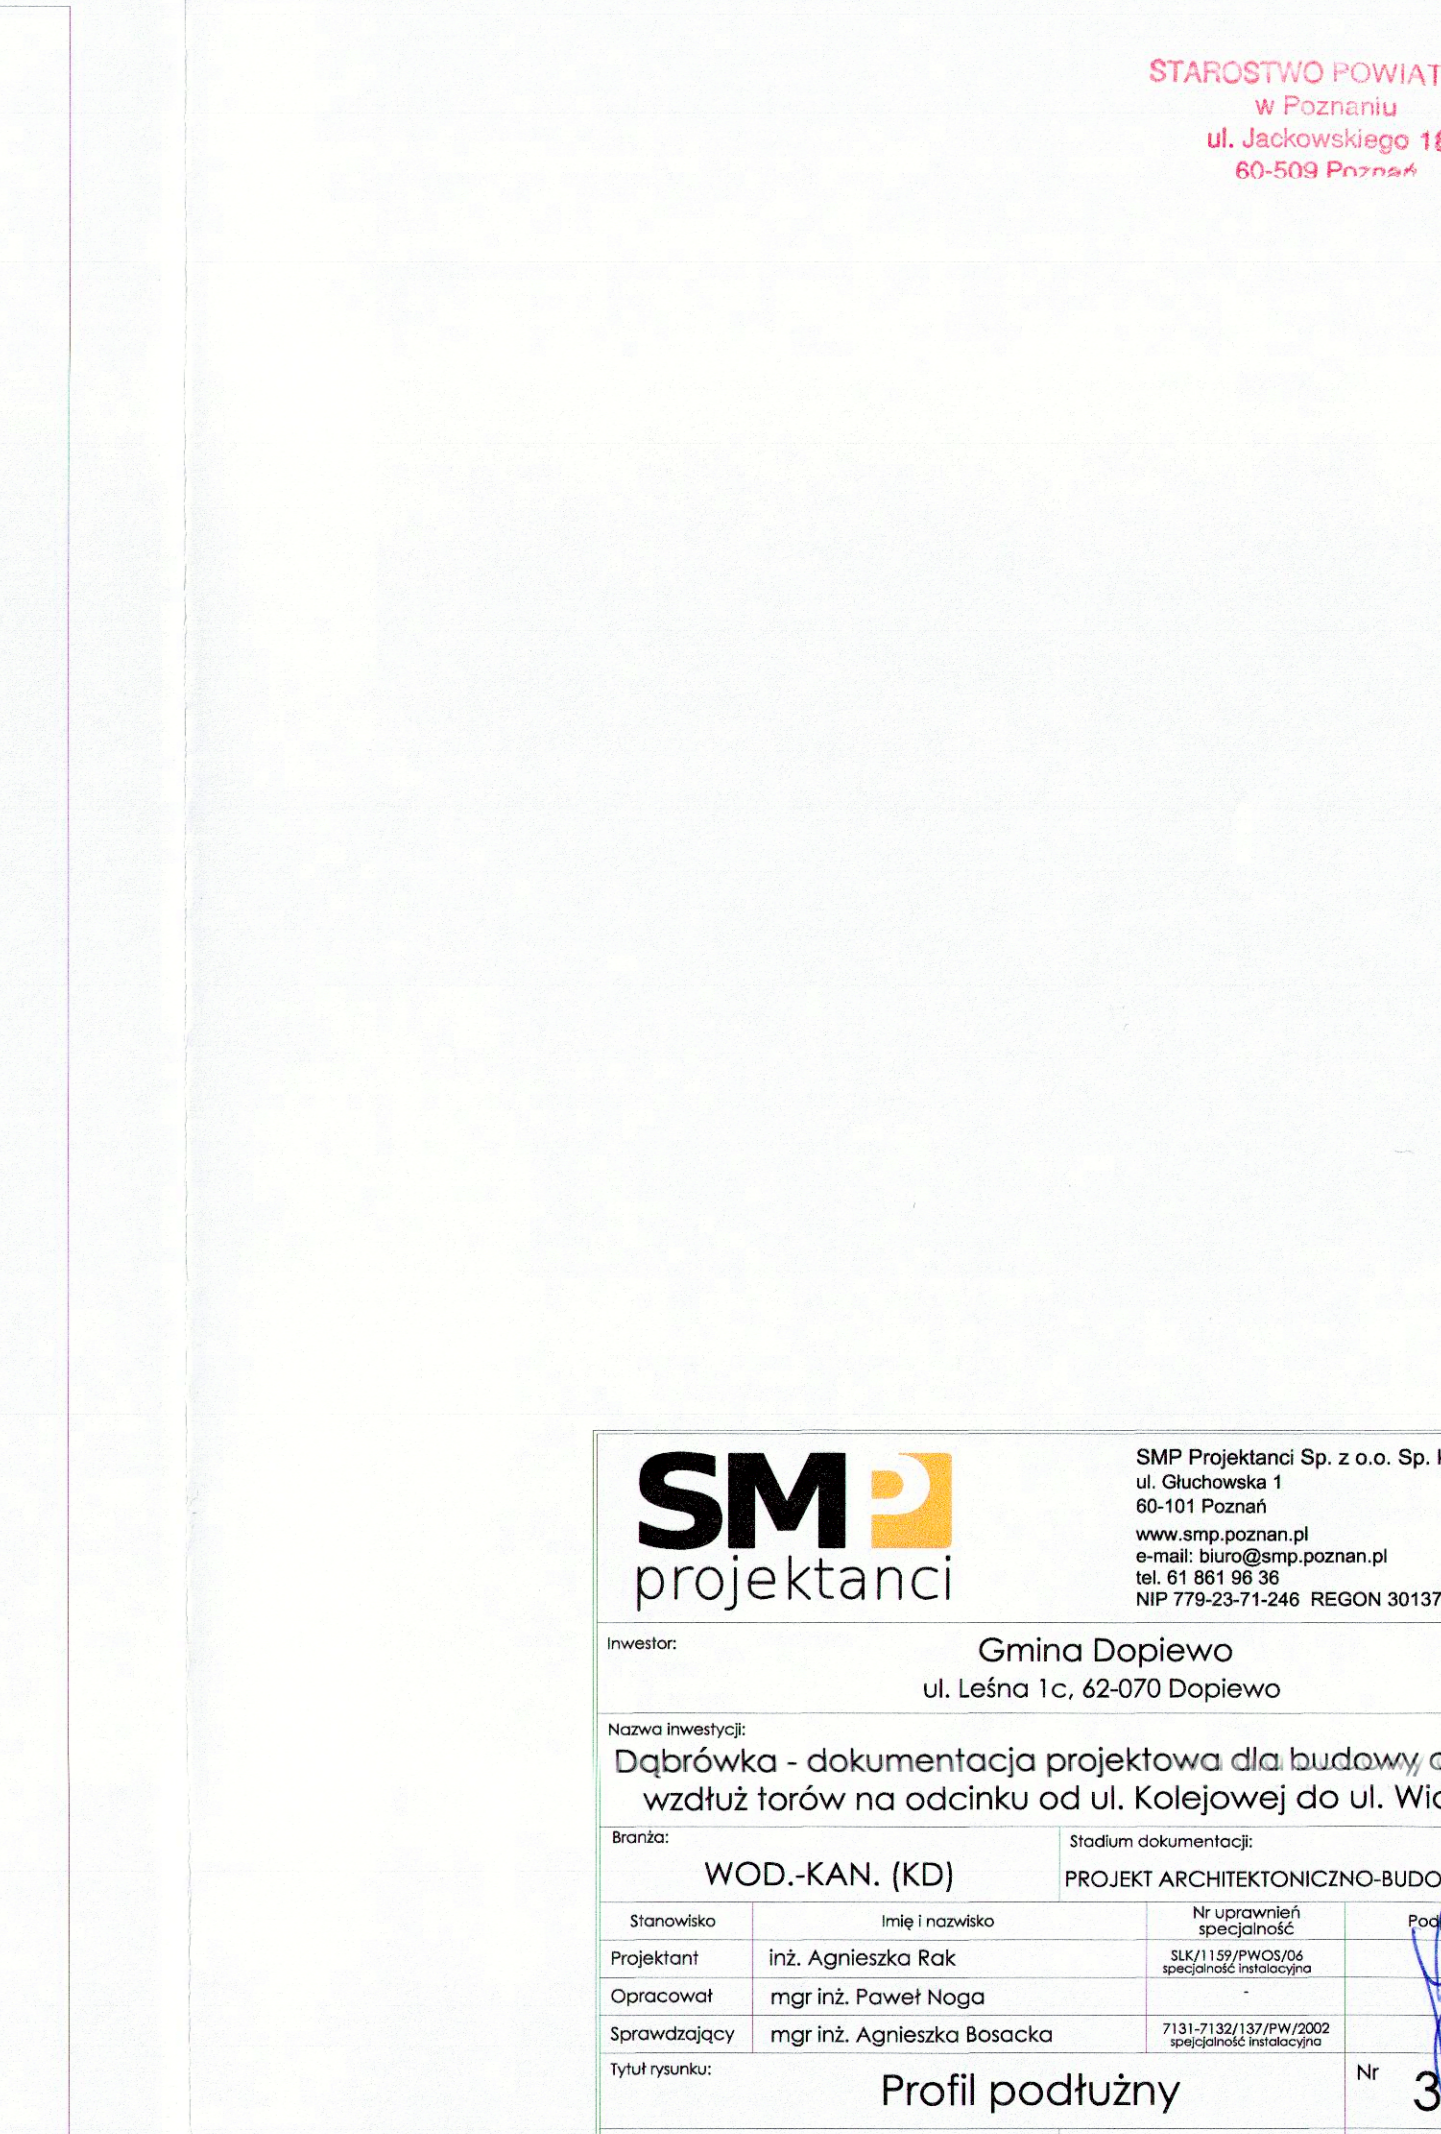 STAROSTWO POWIAT
w Poznaniu
ul. Jackowskiego
60-509 Poznań
SMP
projektanci
SMP Projektanci Sp. z o.o. Sp.
ul. Głuchowska 1
60-101 Poznań
www.smp.poznan.pl
e-mail: biuro@smp.poznan.pl
tel. 61 861 96 36
NIP 779-23-71-246 REGON 30137
Inwestor:
Gmina Dopiewo
ul. Leśna 1c, 62-070 Dopiewo
Nazwa inwestycji:
Dąbrówka - dokumentacja projektowa dla budowy
wzdłuż torów na odcinku od ul. Kolejowej do ul.
Branża:
WOD.-KAN. (KD)
Stadium dokumentacji:
PROJEKT ARCHITEKTONICZNO-BUDO
Stanowisko Imię i nazwisko Nr uprawnień specjalność Pod
Projektant inż. Agnieszka Rak SLK/1159/PWOS/06 specjalność instalacyjna
Opracował mgr inż. Paweł Noga -
Sprawdzający mgr inż. Agnieszka Bosacka 7131-7132/137/PW/2002 spejcjalność instalacyjna
Tytuł rysunku:
Profil podłużny
Nr 3